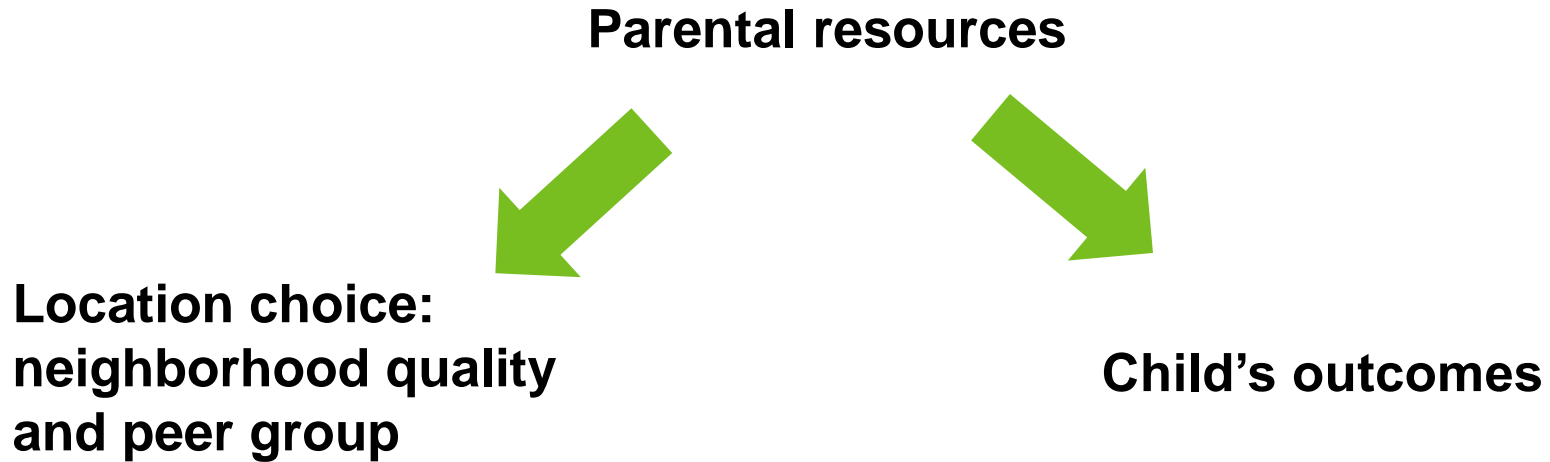 Parental resources
Location choice:
neighborhood quality
and peer group
Child’s outcomes